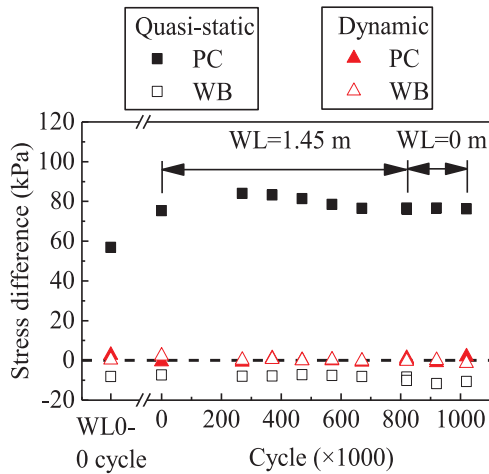 Quasi-static
PC
WB
Dynamic
PC
WB
120
100
80
60
40
20
0
-20
Stress difference (kPa)
WL=1.45 m
WL=0 m
WL0-
0 cycle
0 200 400 600 800 1000
Cycle (×1000)